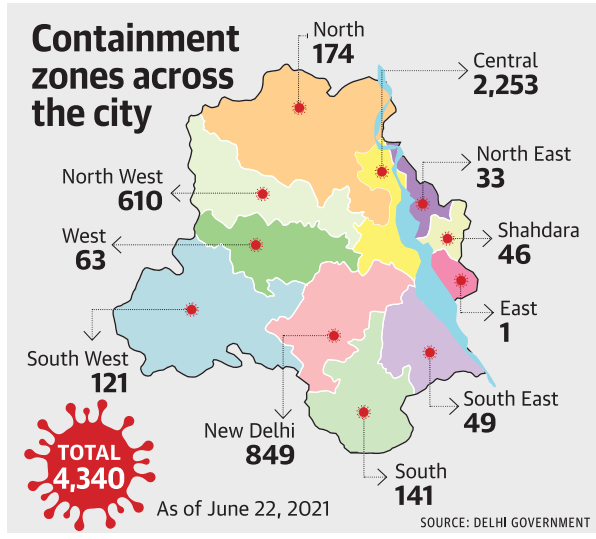 Containment
zones across
the city
North
174
Central
2,253
North East
33
North West
610
Shahdara
46
West
63
East
1
South West
121
South East
49
New Delhi
849
South
141
TOTAL
4,340
As of June 22, 2021
SOURCE: DELHI GOVERNMENT